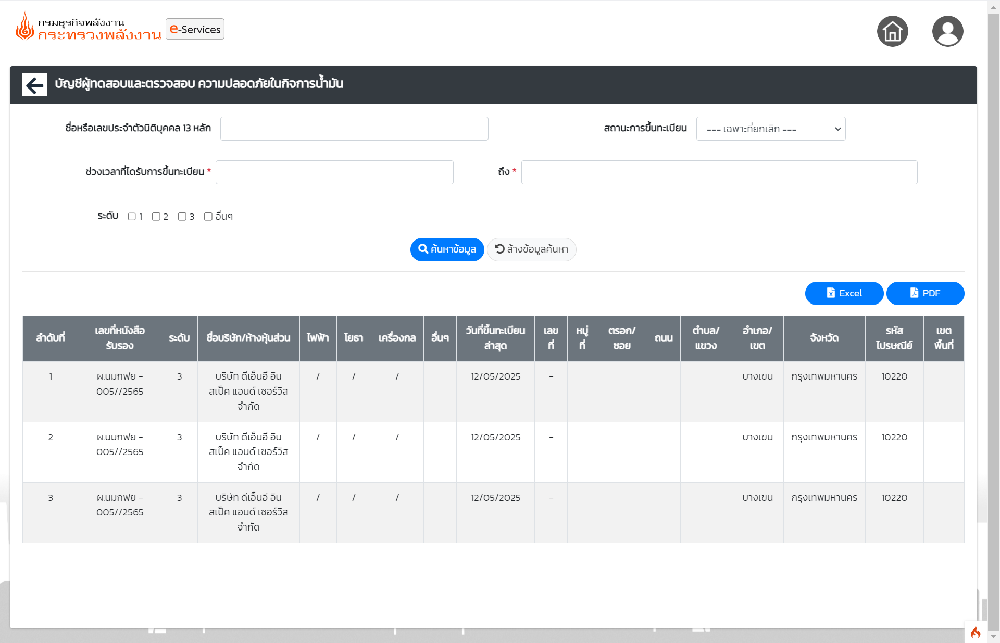 กรมธุรกิจพลังงาน
กระทรวงพลังงาน
e-Services
บัญชีผู้ทดสอบและตรวจสอบ ความปลอดภัยในกิจการน้ำมัน
ชื่อหรือเลขประจำตัวนิติบุคคล 13 หลัก
สถานะการขึ้นทะเบียน
=== เฉพาะที่ยกเลิก ===
ช่วงเวลาที่ได้รับการขึ้นทะเบียน *
ถึง *
ระดับ 1 2 3 อื่นๆ
ค้นหาข้อมูล ล้างข้อมูลค้นหา
Excel PDF
ลำดับที่ เลขที่หนังสือรับรอง ระดับ ชื่อบริษัท/ห้างหุ้นส่วน ไฟฟ้า โยธา เครื่องกล อื่นๆ วันที่ขึ้นทะเบียนล่าสุด เลขที่ หมู่ที่ ตรอก/ซอย ถนน ตำบล/แขวง อำเภอ/เขต จังหวัด รหัสไปรษณีย์ เขตพื้นที่
1 ผ.นมกฟย - 005//2565 3 บริษัท ดีเอ็นอี อินสเป็ค แอนด์ เซอร์วิส จำกัด / / / 12/05/2025 - บางเขน กรุงเทพมหานคร 10220
2 ผ.นมกฟย - 005//2565 3 บริษัท ดีเอ็นอี อินสเป็ค แอนด์ เซอร์วิส จำกัด / / / 12/05/2025 - บางเขน กรุงเทพมหานคร 10220
3 ผ.นมกฟย - 005//2565 3 บริษัท ดีเอ็นอี อินสเป็ค แอนด์ เซอร์วิส จำกัด / / / 12/05/2025 - บางเขน กรุงเทพมหานคร 10220